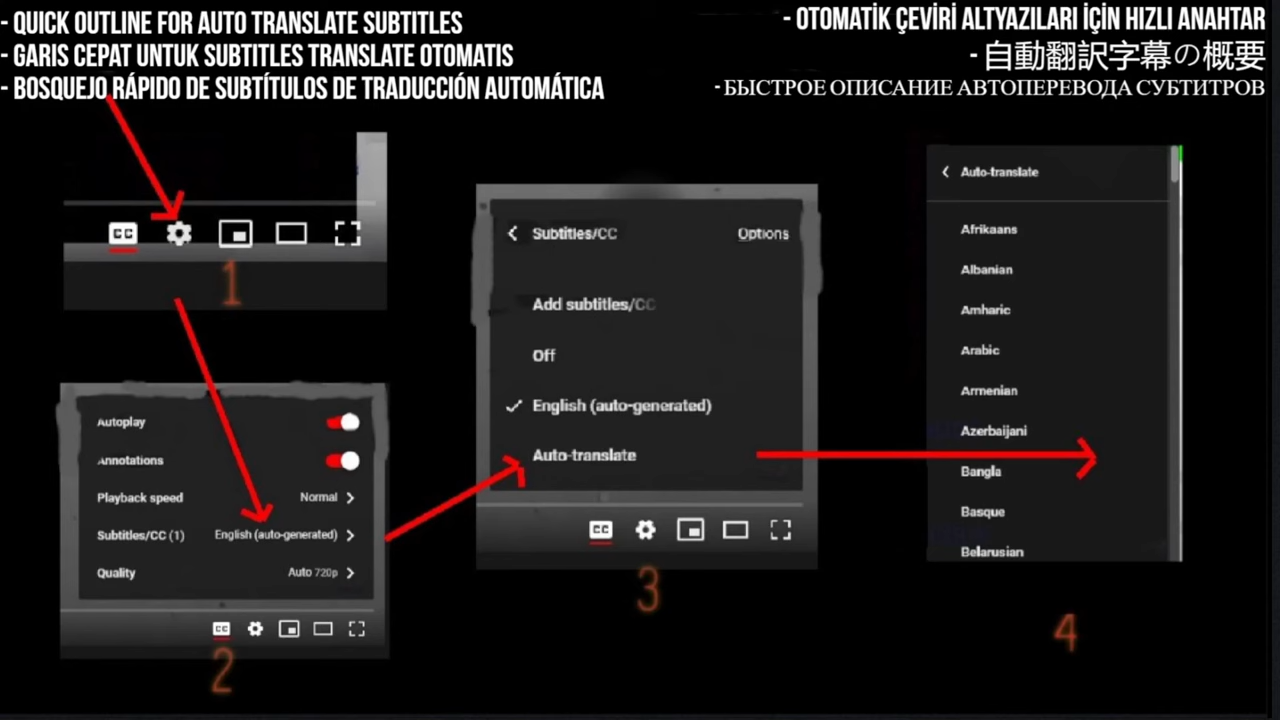 - QUICK OUTLINE FOR AUTO TRANSLATE SUBTITLES
- GARIS CEPAT UNTUK SUBTITLES TRANSLATE OTOMATIS
- BOSQUEJO RÁPIDO DE SUBTÍTULOS DE TRADUCCIÓN AUTOMÁTICA
- OTOMATİK ÇEVİRİ ALTYAZILARI İÇİN HIZLI ANAHTAR
- 自動翻訳字幕の概要
- БЫСТРОЕ ОПИСАНИЕ АВТОПЕРЕВОДА СУБТИТРОВ
CC
1
Autoplay
Annotations
Playback speed Normal
Subtitles/CC (1) English (auto-generated)
Quality Auto 720p
CC
2
Subtitles/CC Options
Add subtitles/CC
Off
English (auto-generated)
Auto-translate
CC
3
Auto-translate
Afrikaans
Albanian
Amharic
Arabic
Armenian
Azerbaijani
Bangla
Basque
Belarusian
4